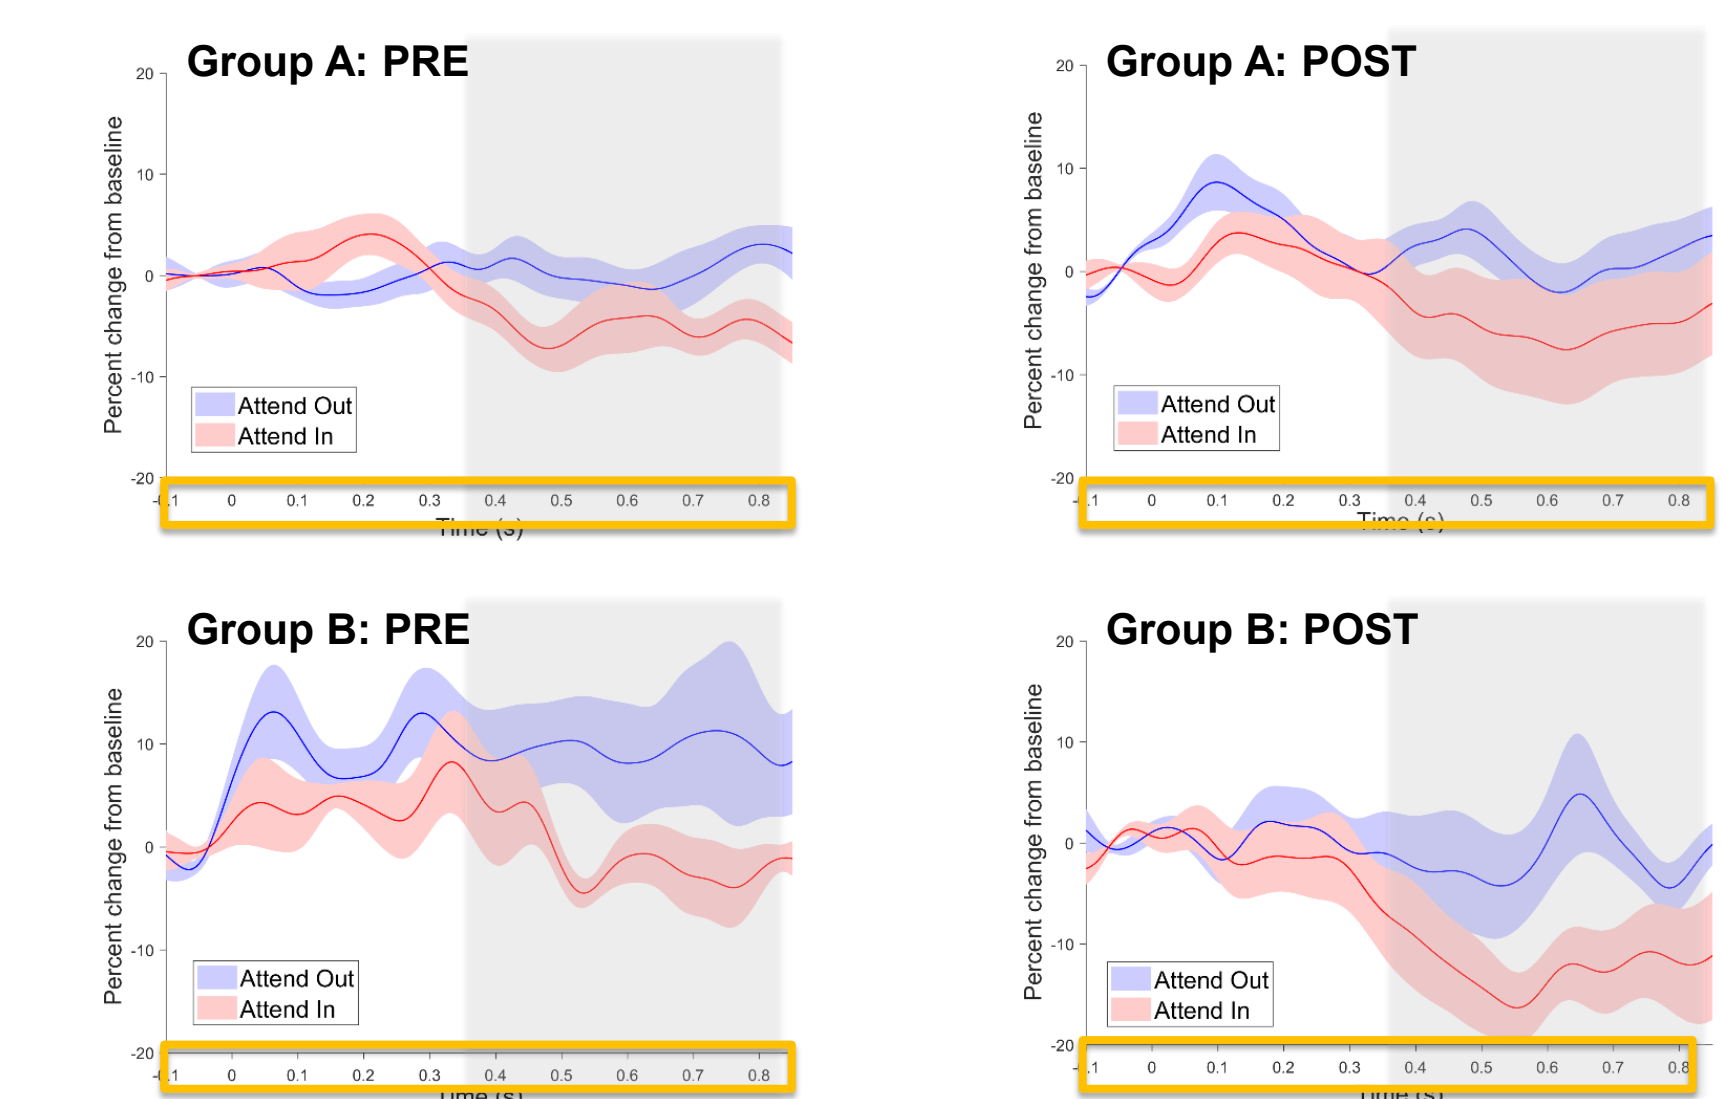 Group A: PRE
20
10
0
-10
-20
Percent change from baseline
Attend Out
Attend In
0 0.1 0.2 0.3 0.4 0.5 0.6 0.7 0.8
Time (s)
Group A: POST
20
10
0
-10
-20
Percent change from baseline
Attend Out
Attend In
0 0.1 0.2 0.3 0.4 0.5 0.6 0.7 0.8
Time (s)
Group B: PRE
20
10
0
-10
-20
Percent change from baseline
Attend Out
Attend In
0 0.1 0.2 0.3 0.4 0.5 0.6 0.7 0.8
Time (s)
Group B: POST
20
10
0
-10
-20
Percent change from baseline
Attend Out
Attend In
0 0.1 0.2 0.3 0.4 0.5 0.6 0.7 0.8
Time (s)